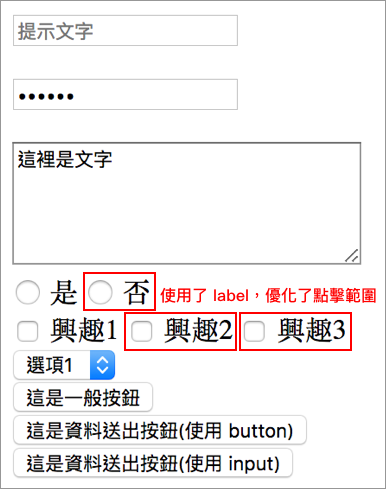 提示文字
••••••
這裡是文字
是 否 使用了 label，優化了點擊範圍
興趣1 興趣2 興趣3
選項1
這是一般按鈕
這是資料送出按鈕(使用 button)
這是資料送出按鈕(使用 input)